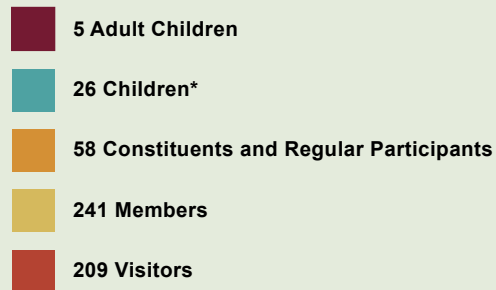 5 Adult Children
26 Children*
58 Constituents and Regular Participants
241 Members
209 Visitors